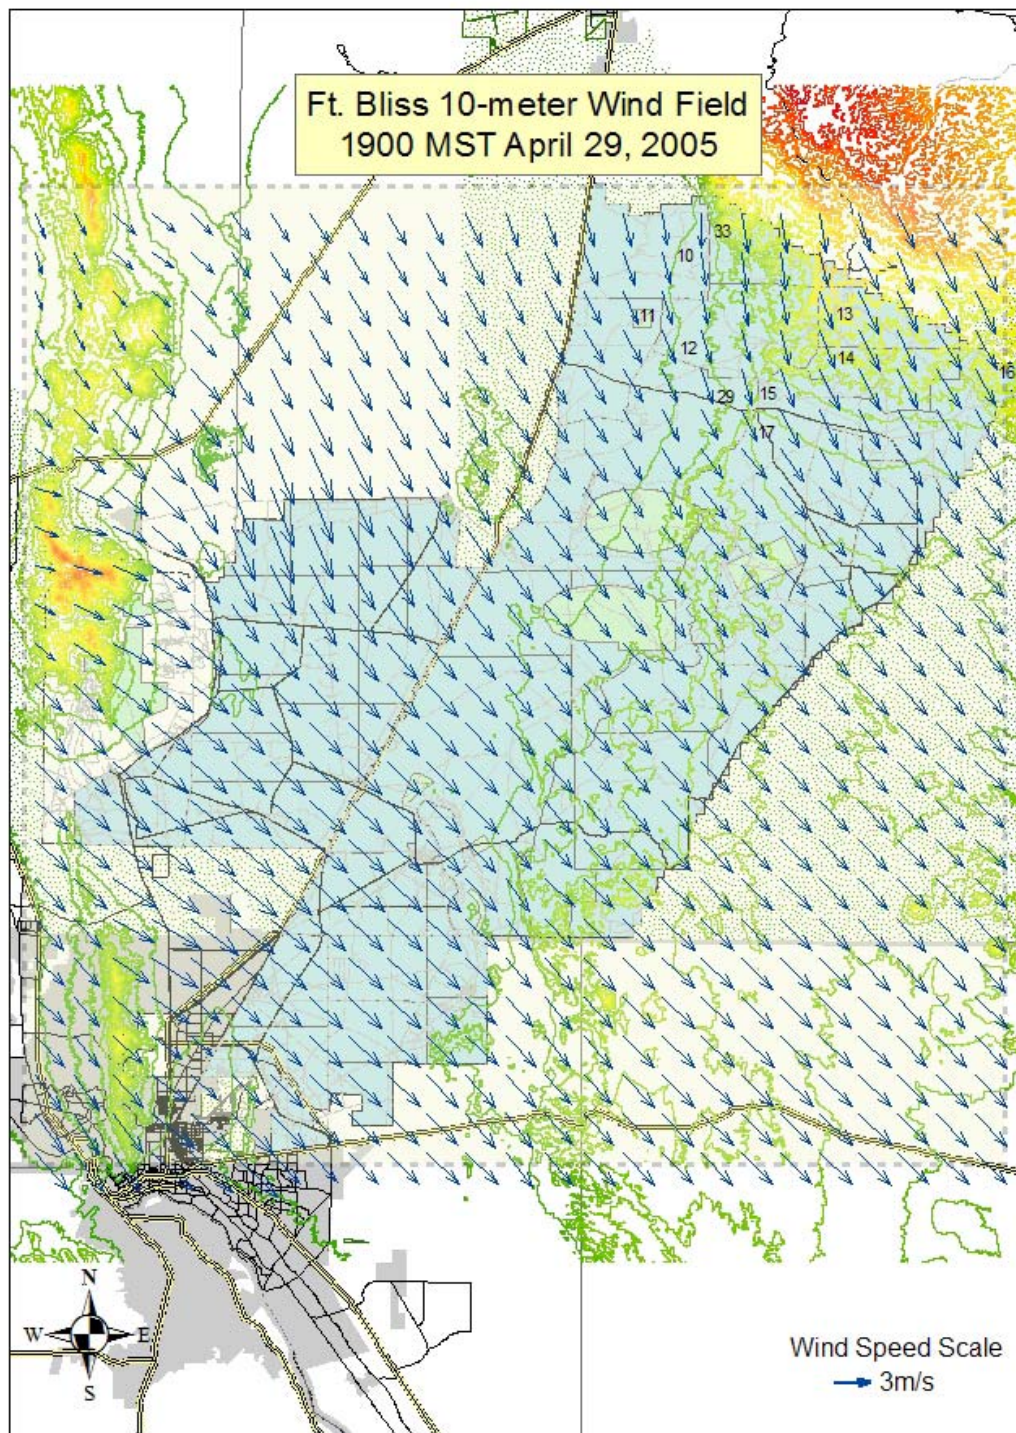 Ft. Bliss 10-meter Wind Field
1900 MST April 29, 2005
33
10
11
13
12
14
16
29
15
17
N
W
E
S
Wind Speed Scale
3m/s